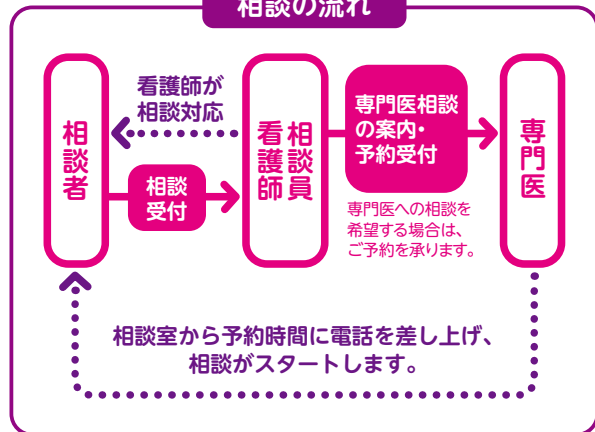 相談の流れ
相談者
看護師が
相談対応
相談
受付
相談員
看護師
専門医相談
の案内・
予約受付
専門医への相談を
希望する場合は、
ご予約を承ります。
専門医
相談室から予約時間に電話を差し上げ、
相談がスタートします。